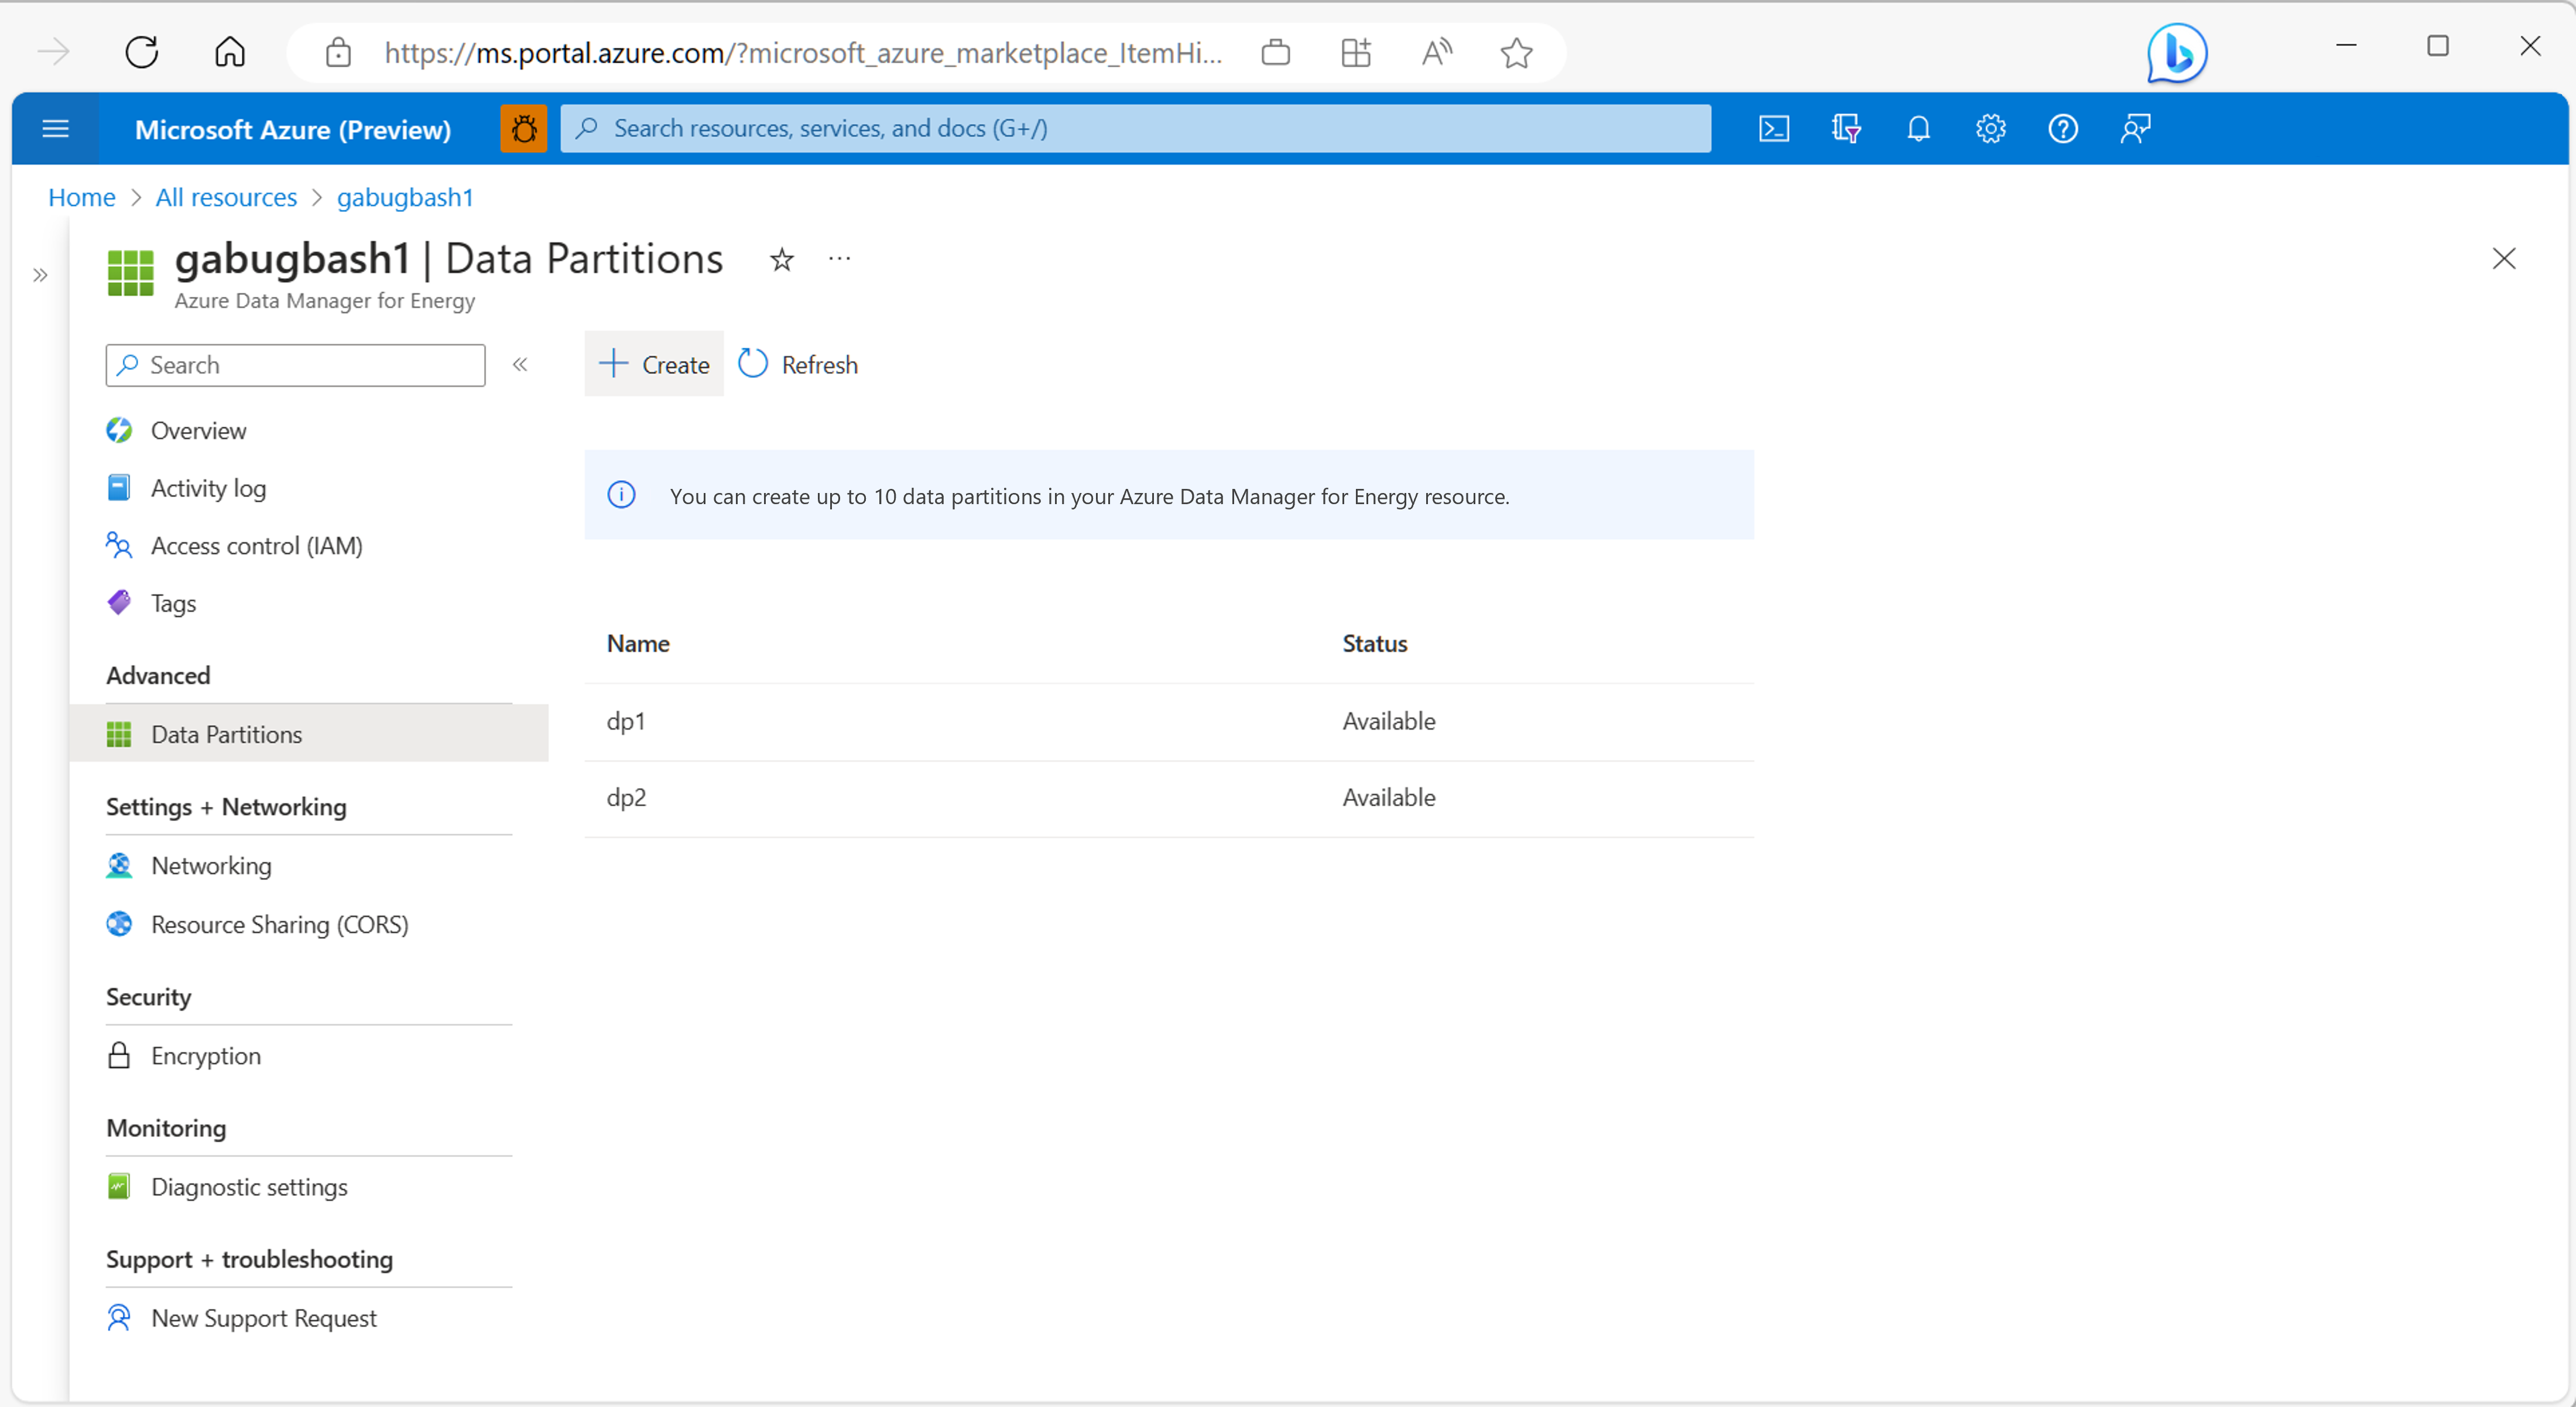 https://ms.portal.azure.com/?microsoft_azure_marketplace_ItemHi...
Microsoft Azure (Preview)
Search resources, services, and docs (G+/)
Home > All resources > gabugbash1
gabugbash1 | Data Partitions
Azure Data Manager for Energy
Search
Create
Refresh
Overview
Activity log
Access control (IAM)
Tags
Advanced
Data Partitions
Settings + Networking
Networking
Resource Sharing (CORS)
Security
Encryption
Monitoring
Diagnostic settings
Support + troubleshooting
New Support Request
You can create up to 10 data partitions in your Azure Data Manager for Energy resource.
Name Status
dp1 Available
dp2 Available